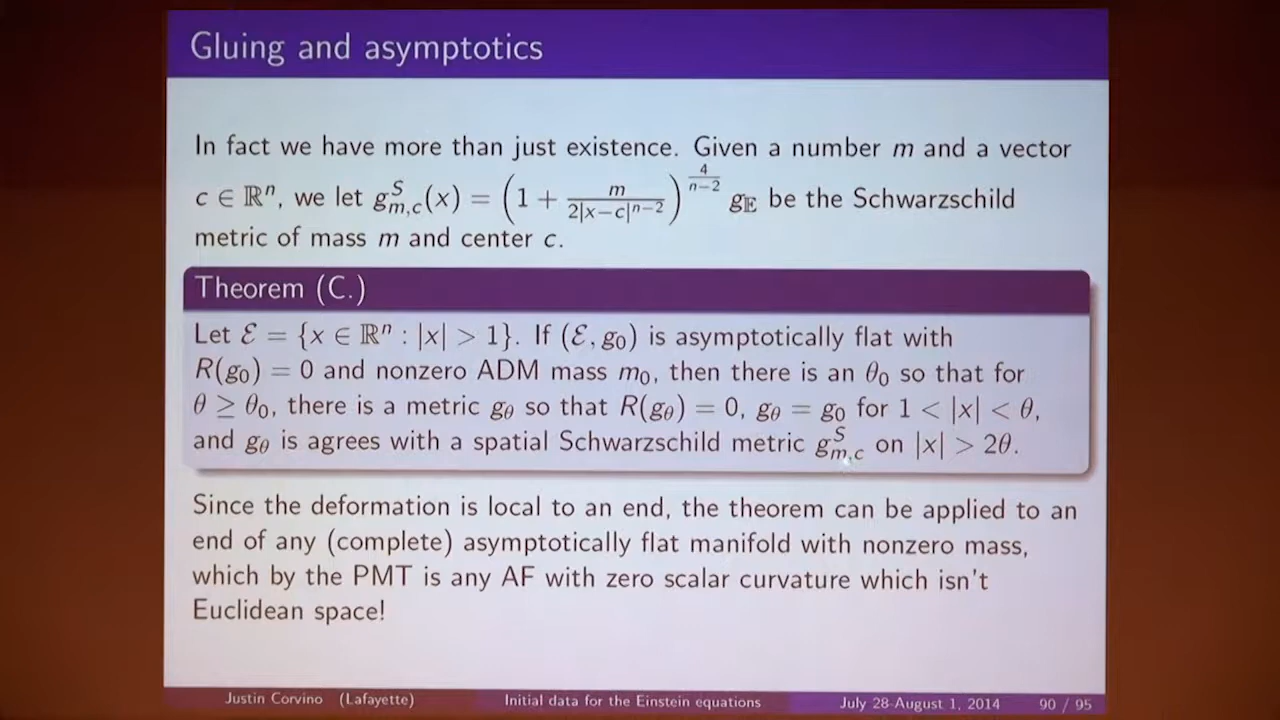 Gluing and asymptotics
In fact we have more than just existence. Given a number m and a vector
c ∈ ℝⁿ, we let g^S_{m,c}(x) = (1 + m/(2|x−c|^{n−2}))^{4/(n−2)} g_𝔼 be the Schwarzschild
metric of mass m and center c.
Theorem (C.)
Let ℰ = {x ∈ ℝⁿ : |x| > 1}. If (ℰ, g₀) is asymptotically flat with
R(g₀) = 0 and nonzero ADM mass m₀, then there is an θ₀ so that for
θ ≥ θ₀, there is a metric g_θ so that R(g_θ) = 0, g_θ = g₀ for 1 < |x| < θ,
and g_θ is agrees with a spatial Schwarzschild metric g^S_{m,c} on |x| > 2θ.
Since the deformation is local to an end, the theorem can be applied to an
end of any (complete) asymptotically flat manifold with nonzero mass,
which by the PMT is any AF with zero scalar curvature which isn't
Euclidean space!
Justin Corvino (Lafayette) Initial data for the Einstein equations July 28-August 1, 2014 90 / 95